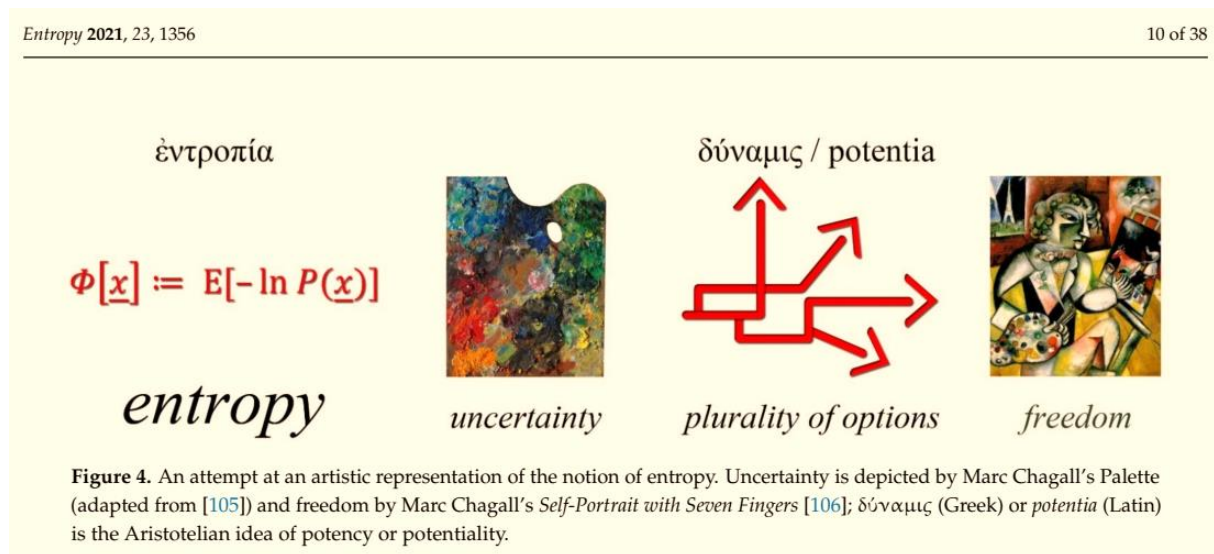 Entropy 2021, 23, 1356
10 of 38
ἐντροπία
δύναμις / potentia
Φ[x] := E[−ln P(x)]
entropy
uncertainty
plurality of options
freedom
Figure 4. An attempt at an artistic representation of the notion of entropy. Uncertainty is depicted by Marc Chagall’s Palette
(adapted from [105]) and freedom by Marc Chagall’s Self-Portrait with Seven Fingers [106]; δύναμις (Greek) or potentia (Latin)
is the Aristotelian idea of potency or potentiality.